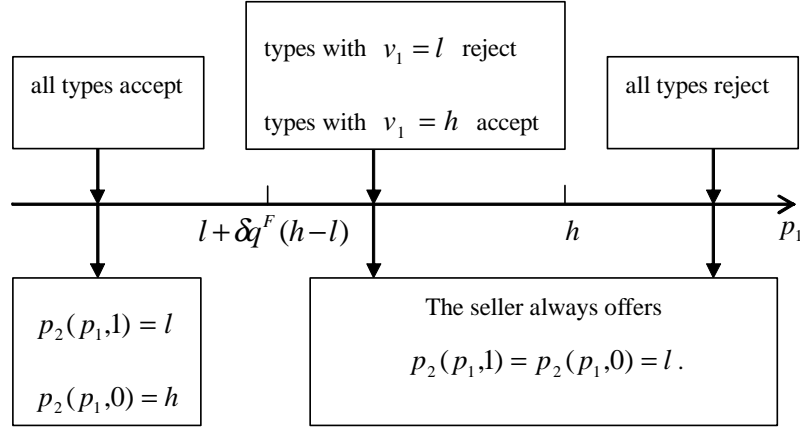 all types accept
types with v₁ = l reject
types with v₁ = h accept
all types reject
l + δq^F (h − l)
h
p₁
p₂(p₁,1) = l
p₂(p₁,0) = h
The seller always offers
p₂(p₁,1) = p₂(p₁,0) = l .